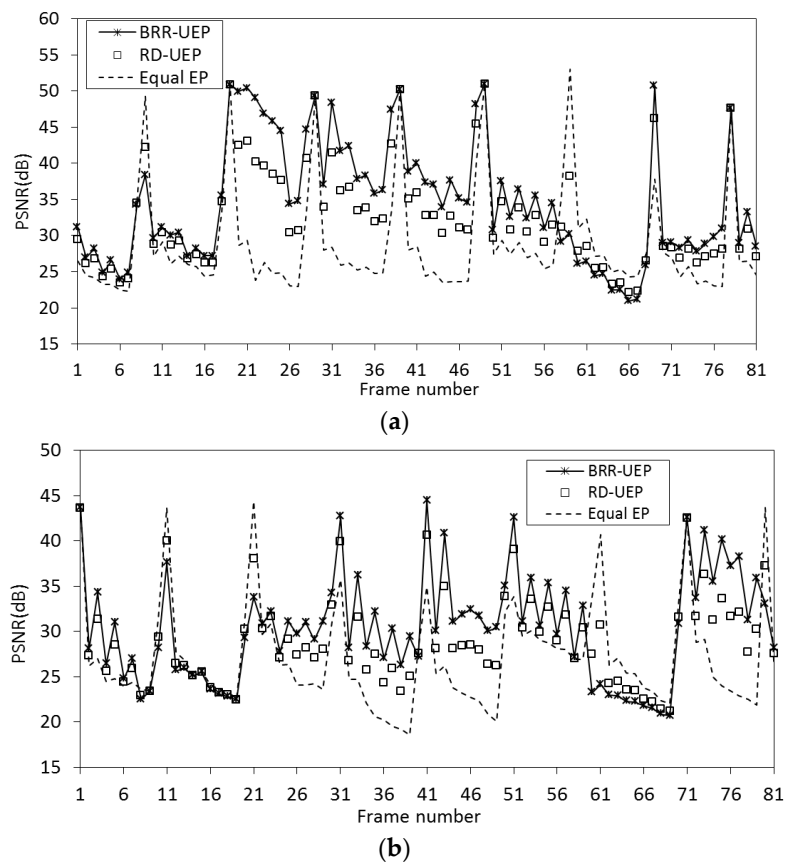 60
55
50
45
40
35
30
25
20
15
PSNR(dB)
BRR-UEP
RD-UEP
Equal EP
1 6 11 16 21 26 31 36 41 46 51 56 61 66 71 76 81
Frame number
(a)
50
45
40
35
30
25
20
15
PSNR(dB)
BRR-UEP
RD-UEP
Equal EP
1 6 11 16 21 26 31 36 41 46 51 56 61 66 71 76 81
Frame number
(b)